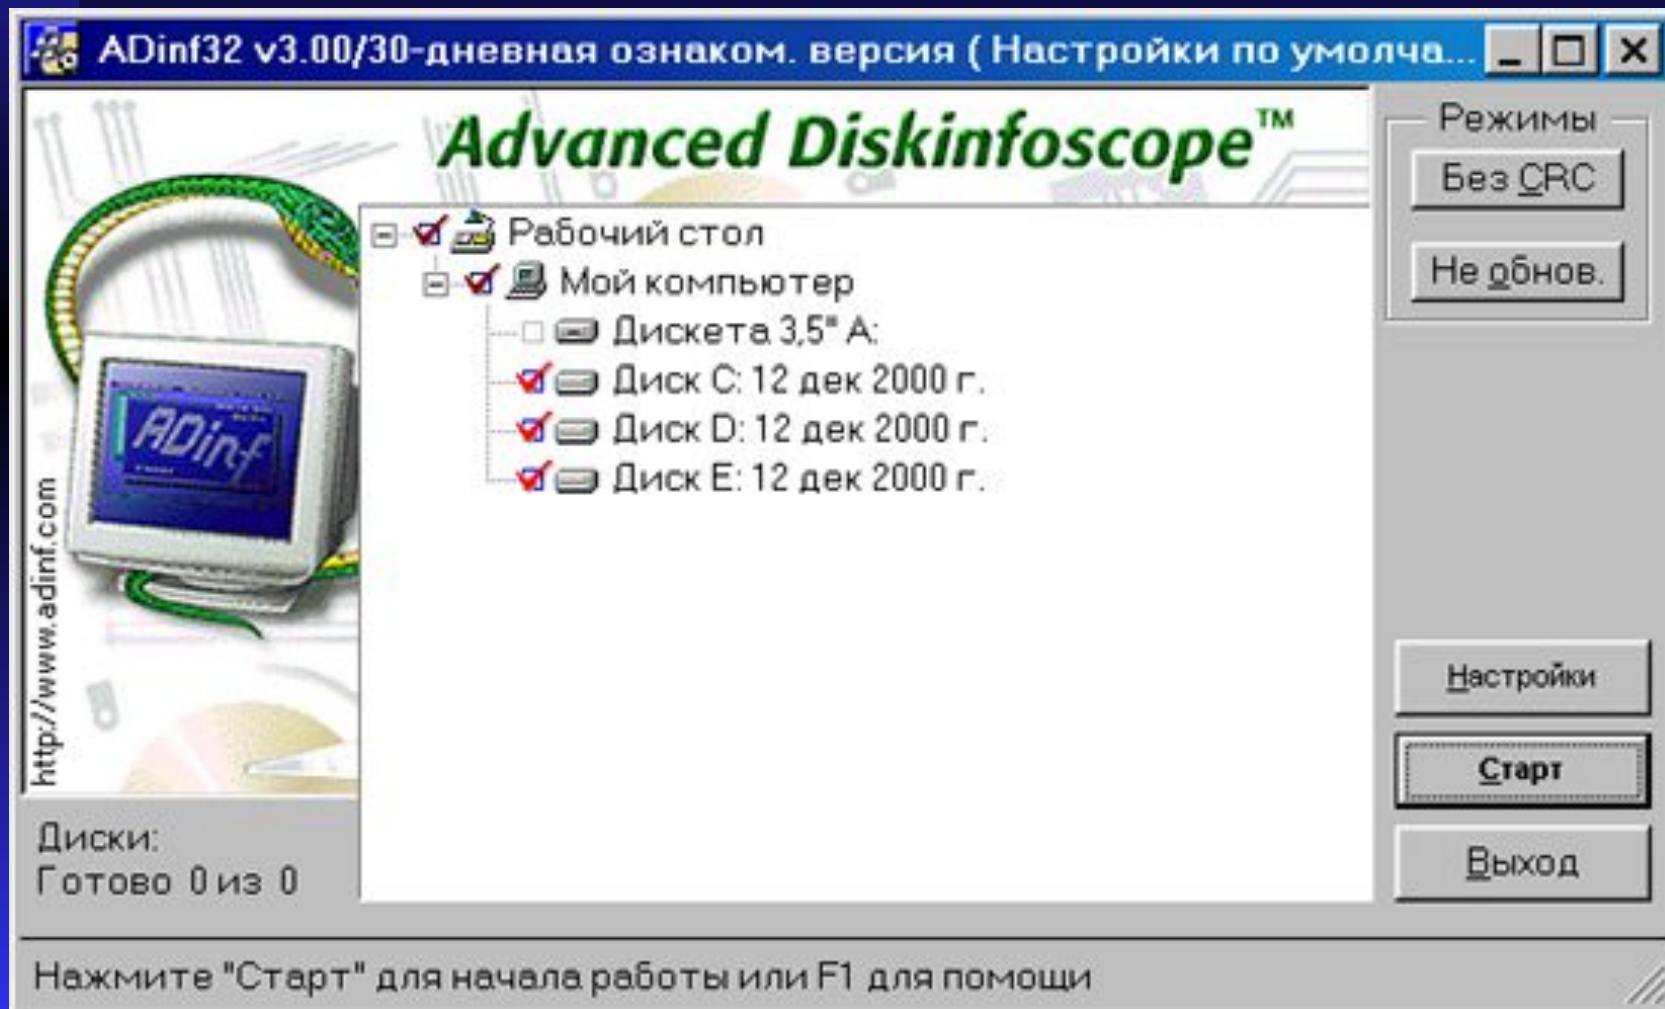 ADinf32 v3.00/30-дневная ознаком. версия ( Настройки по умолча...
Advanced Diskinfoscope™
Рабочий стол
Мой компьютер
Дискета 3,5" A:
Диск C: 12 дек 2000 г.
Диск D: 12 дек 2000 г.
Диск E: 12 дек 2000 г.
ADinf
http://www.adinf.com
Режимы
Без CRC
Не обнов.
Настройки
Старт
Выход
Диски:
Готово 0 из 0
Нажмите "Старт" для начала работы или F1 для помощи